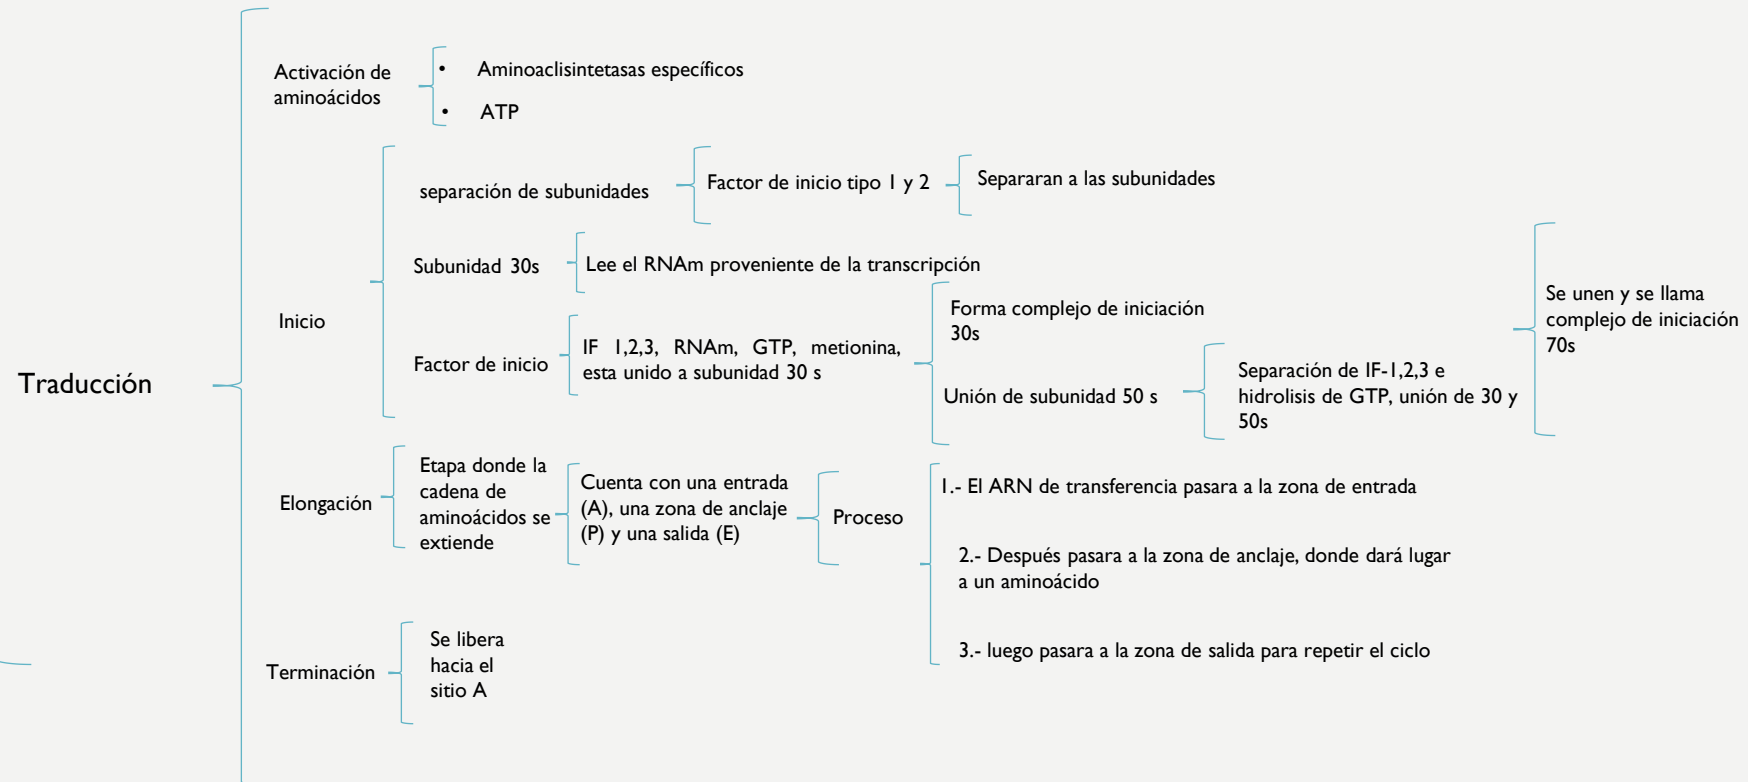 Traducción
Activación de
aminoácidos
• Aminoaclisintetasas específicos
• ATP
Inicio
separación de subunidades
Factor de inicio tipo 1 y 2
Separaran a las subunidades
Subunidad 30s
Lee el RNAm proveniente de la transcripción
Factor de inicio
IF 1,2,3, RNAm, GTP, metionina,
esta unido a subunidad 30 s
Forma complejo de iniciación
30s
Unión de subunidad 50 s
Separación de IF-1,2,3 e
hidrolisis de GTP, unión de 30 y
50s
Se unen y se llama
complejo de iniciación
70s
Elongación
Etapa donde la
cadena de
aminoácidos se
extiende
Cuenta con una entrada
(A), una zona de anclaje
(P) y una salida (E)
Proceso
1.- El ARN de transferencia pasara a la zona de entrada
2.- Después pasara a la zona de anclaje, donde dará lugar
a un aminoácido
3.- luego pasara a la zona de salida para repetir el ciclo
Terminación
Se libera
hacia el
sitio A